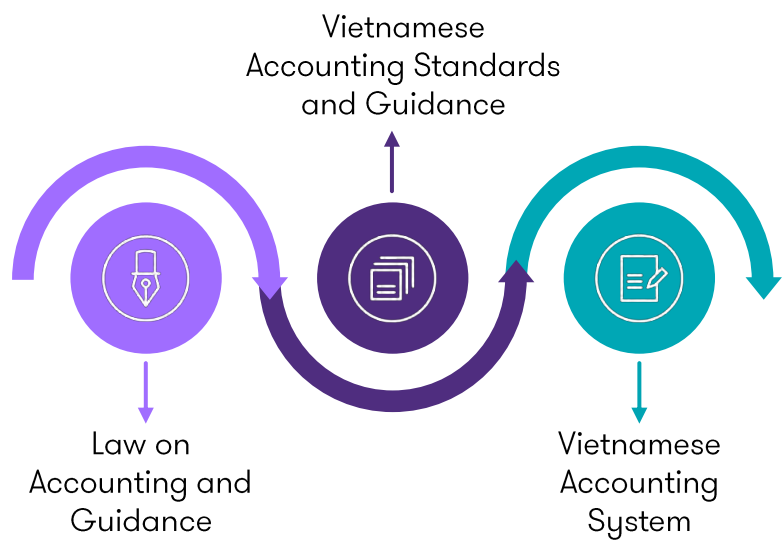 Vietnamese
Accounting Standards
and Guidance
Law on
Accounting and
Guidance
Vietnamese
Accounting
System